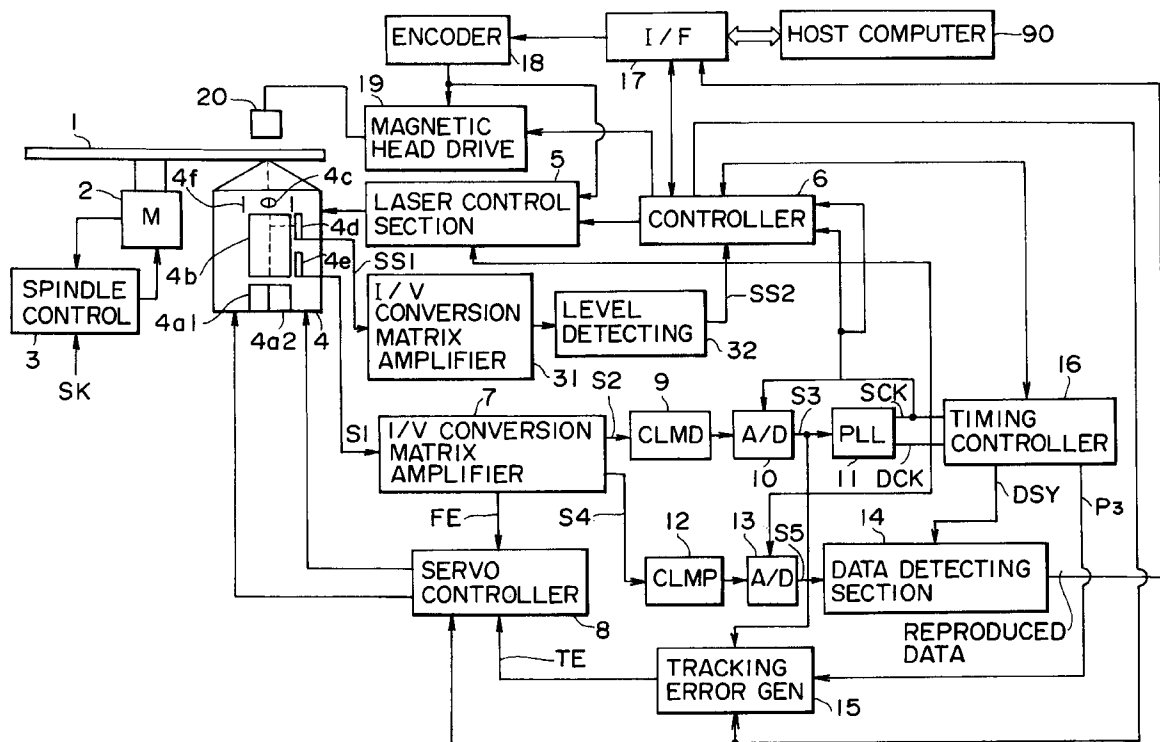 ENCODER
18
I/F
17
HOST COMPUTER
90
20
19
MAGNETIC
HEAD DRIVE
1
2
M
4f
4c
4d
4b
4e
4a1
4a2
4
5
LASER CONTROL
SECTION
6
CONTROLLER
SPINDLE
CONTROL
3
SK
SS1
I/V
CONVERSION
MATRIX
AMPLIFIER
31
LEVEL
DETECTING
32
SS2
S1
7
I/V CONVERSION
MATRIX
AMPLIFIER
S2
9
CLMD
A/D
10
S3
PLL
11
SCK
DCK
16
TIMING
CONTROLLER
DSY
P3
FE
S4
12
CLMP
13
A/D
S5
14
DATA DETECTING
SECTION
REPRODUCED
DATA
SERVO
CONTROLLER
8
TE
TRACKING
ERROR GEN
15